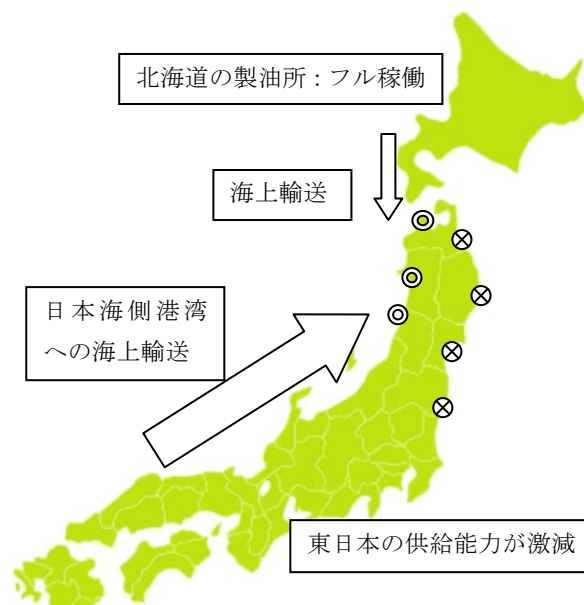 北海道の製油所：フル稼働
海上輸送
日本海側港湾
への海上輸送
東日本の供給能力が激減